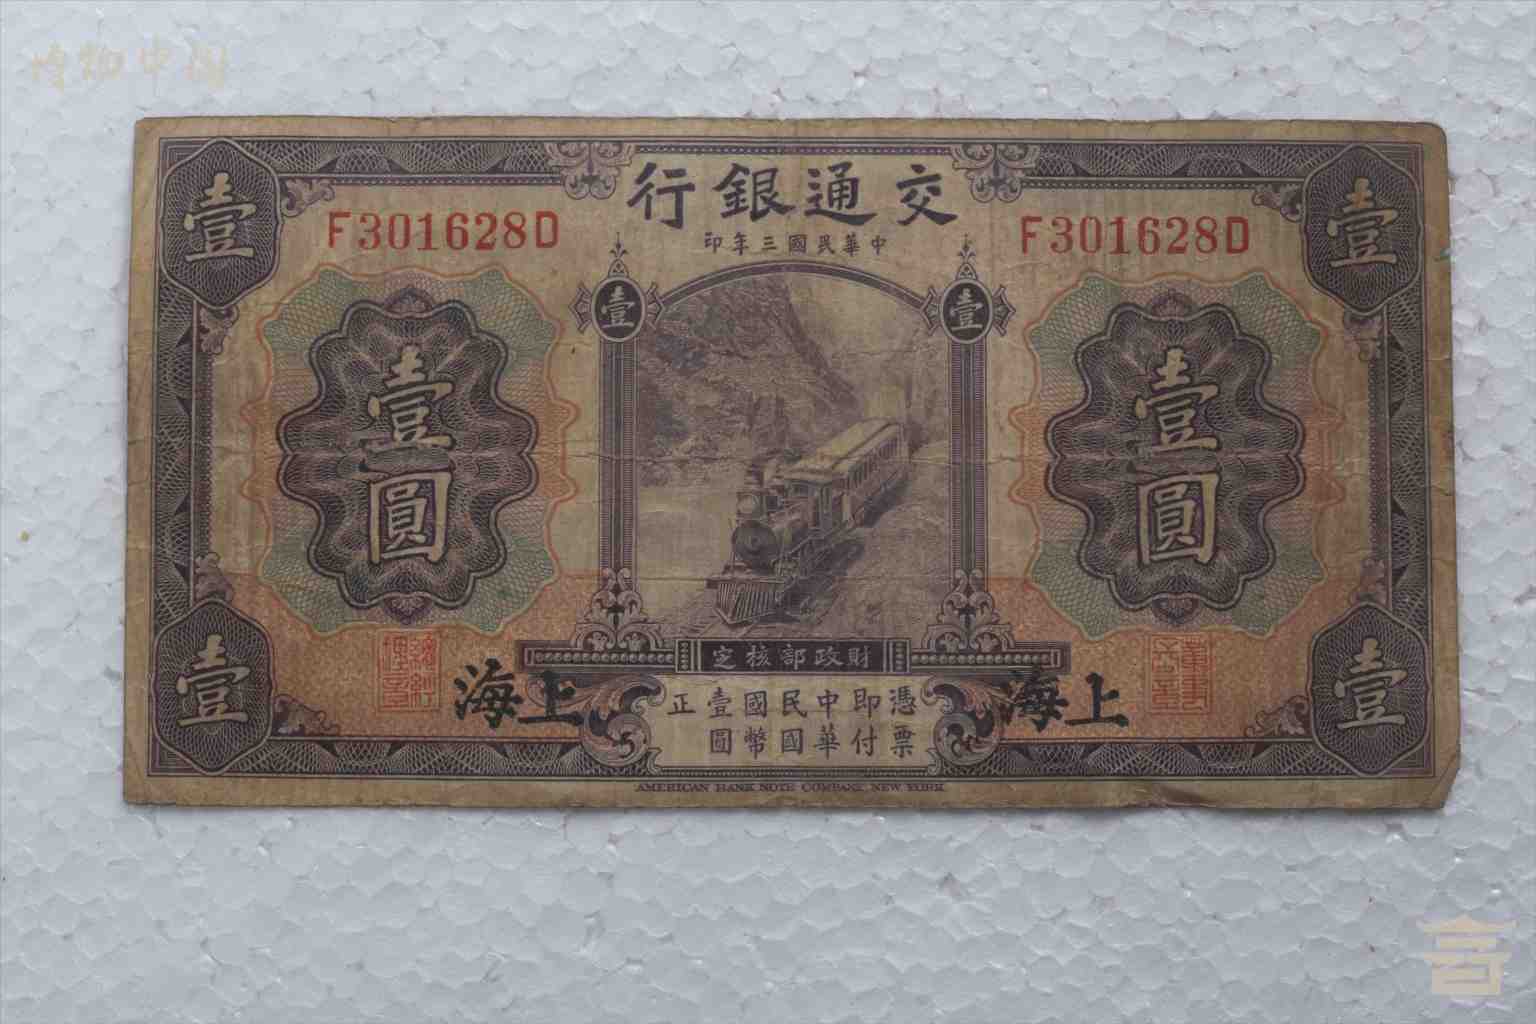 博物中国
交通銀行
中華民國三年印
F301628D
F301628D
壹
壹
壹
壹
壹圓
壹圓
財政部核定
上海
上海
憑票即付中華民國國幣壹圓正
壹
壹
AMERICAN BANK NOTE COMPANY, NEW YORK.